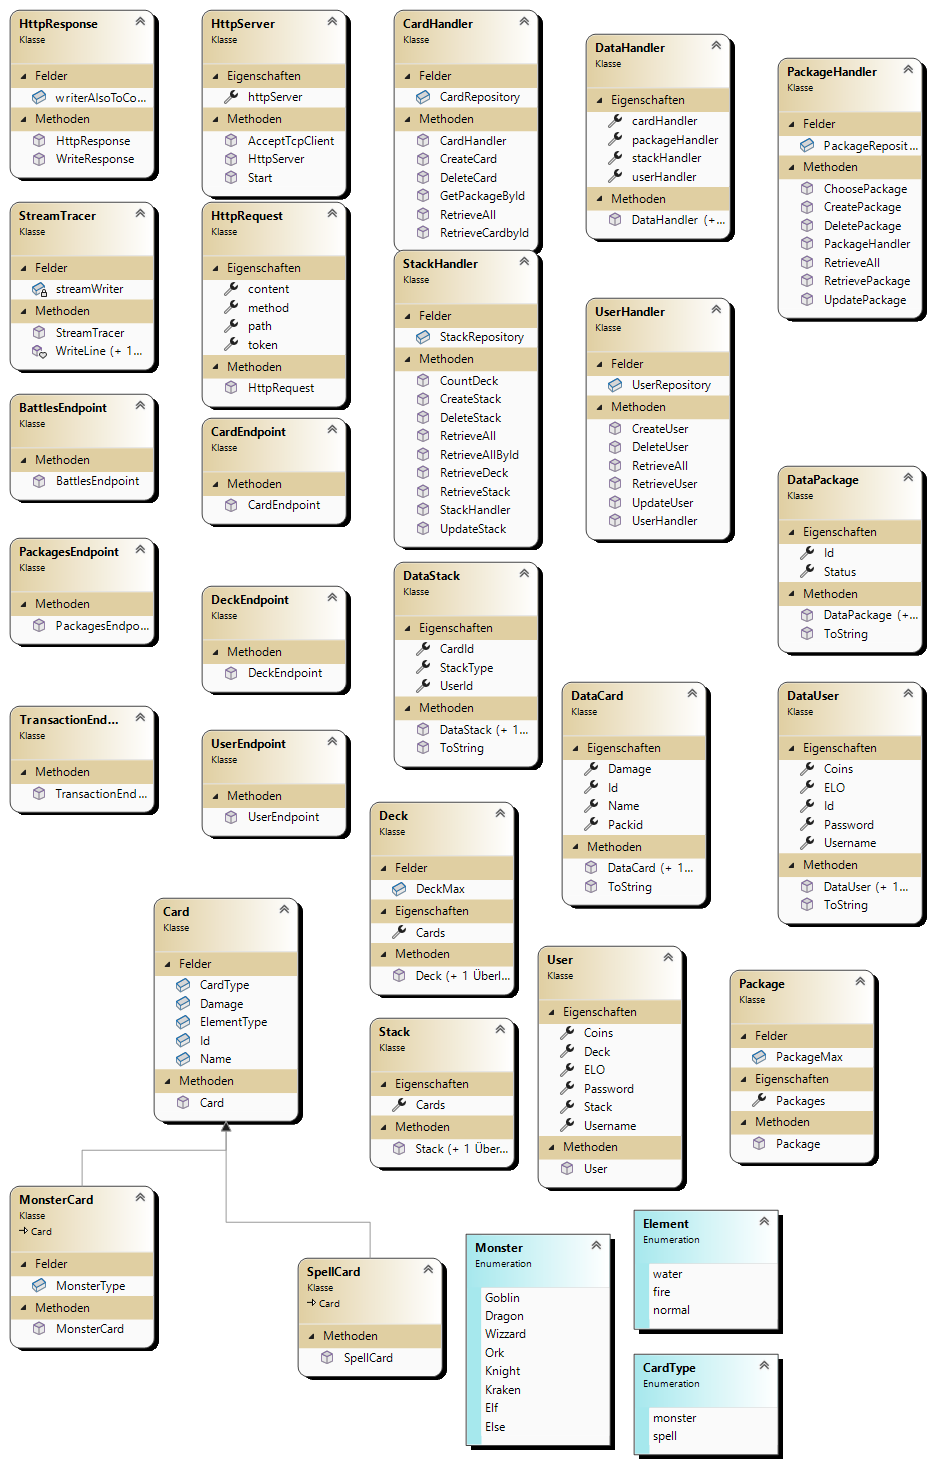 HttpResponse
Klasse
Felder
writerAlsoToCo...
Methoden
HttpResponse
WriteResponse
HttpServer
Klasse
Eigenschaften
httpServer
Methoden
AcceptTcpClient
HttpServer
Start
CardHandler
Klasse
Felder
CardRepository
Methoden
CardHandler
CreateCard
DeleteCard
GetPackageById
RetrieveAll
RetrieveCardbyId
DataHandler
Klasse
Eigenschaften
cardHandler
packageHandler
stackHandler
userHandler
Methoden
DataHandler (+...
PackageHandler
Klasse
Felder
PackageReposit...
Methoden
ChoosePackage
CreatePackage
DeletePackage
PackageHandler
RetrieveAll
RetrievePackage
UpdatePackage
StreamTracer
Klasse
Felder
streamWriter
Methoden
StreamTracer
WriteLine (+ 1...
HttpRequest
Klasse
Eigenschaften
content
method
path
token
Methoden
HttpRequest
StackHandler
Klasse
Felder
StackRepository
Methoden
CountDeck
CreateStack
DeleteStack
RetrieveAll
RetrieveAllById
RetrieveDeck
RetrieveStack
StackHandler
UpdateStack
UserHandler
Klasse
Felder
UserRepository
Methoden
CreateUser
DeleteUser
RetrieveAll
RetrieveUser
UpdateUser
UserHandler
BattlesEndpoint
Klasse
Methoden
BattlesEndpoint
CardEndpoint
Klasse
Methoden
CardEndpoint
DataPackage
Klasse
Eigenschaften
Id
Status
Methoden
DataPackage (+...
ToString
PackagesEndpoint
Klasse
Methoden
PackagesEndpo...
DeckEndpoint
Klasse
Methoden
DeckEndpoint
DataStack
Klasse
Eigenschaften
CardId
StackType
UserId
Methoden
DataStack (+ 1...
ToString
DataCard
Klasse
Eigenschaften
Damage
Id
Name
Packid
Methoden
DataCard (+ 1...
ToString
DataUser
Klasse
Eigenschaften
Coins
ELO
Id
Password
Username
Methoden
DataUser (+ 1...
ToString
TransactionEnd...
Klasse
Methoden
TransactionEnd...
UserEndpoint
Klasse
Methoden
UserEndpoint
Deck
Klasse
Felder
DeckMax
Eigenschaften
Cards
Methoden
Deck (+ 1 Überl...
Card
Klasse
Felder
CardType
Damage
ElementType
Id
Name
Methoden
Card
Stack
Klasse
Eigenschaften
Cards
Methoden
Stack (+ 1 Über...
User
Klasse
Eigenschaften
Coins
Deck
ELO
Password
Stack
Username
Methoden
User
Package
Klasse
Felder
PackageMax
Eigenschaften
Packages
Methoden
Package
MonsterCard
Klasse
Card
Felder
MonsterType
Methoden
MonsterCard
SpellCard
Klasse
Card
Methoden
SpellCard
Monster
Enumeration
Goblin
Dragon
Wizzard
Ork
Knight
Kraken
Elf
Else
Element
Enumeration
water
fire
normal
CardType
Enumeration
monster
spell